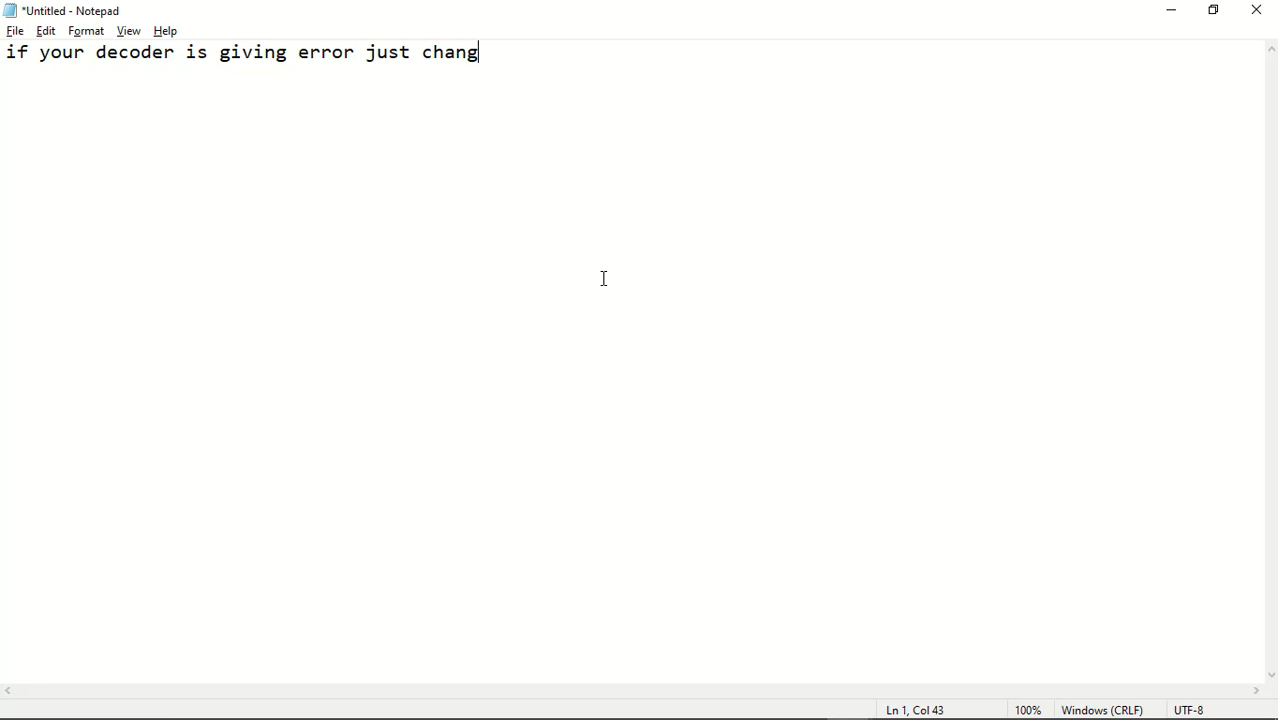 *Untitled - Notepad
File Edit Format View Help
if your decoder is giving error just chang
Ln 1, Col 43 100% Windows (CRLF) UTF-8